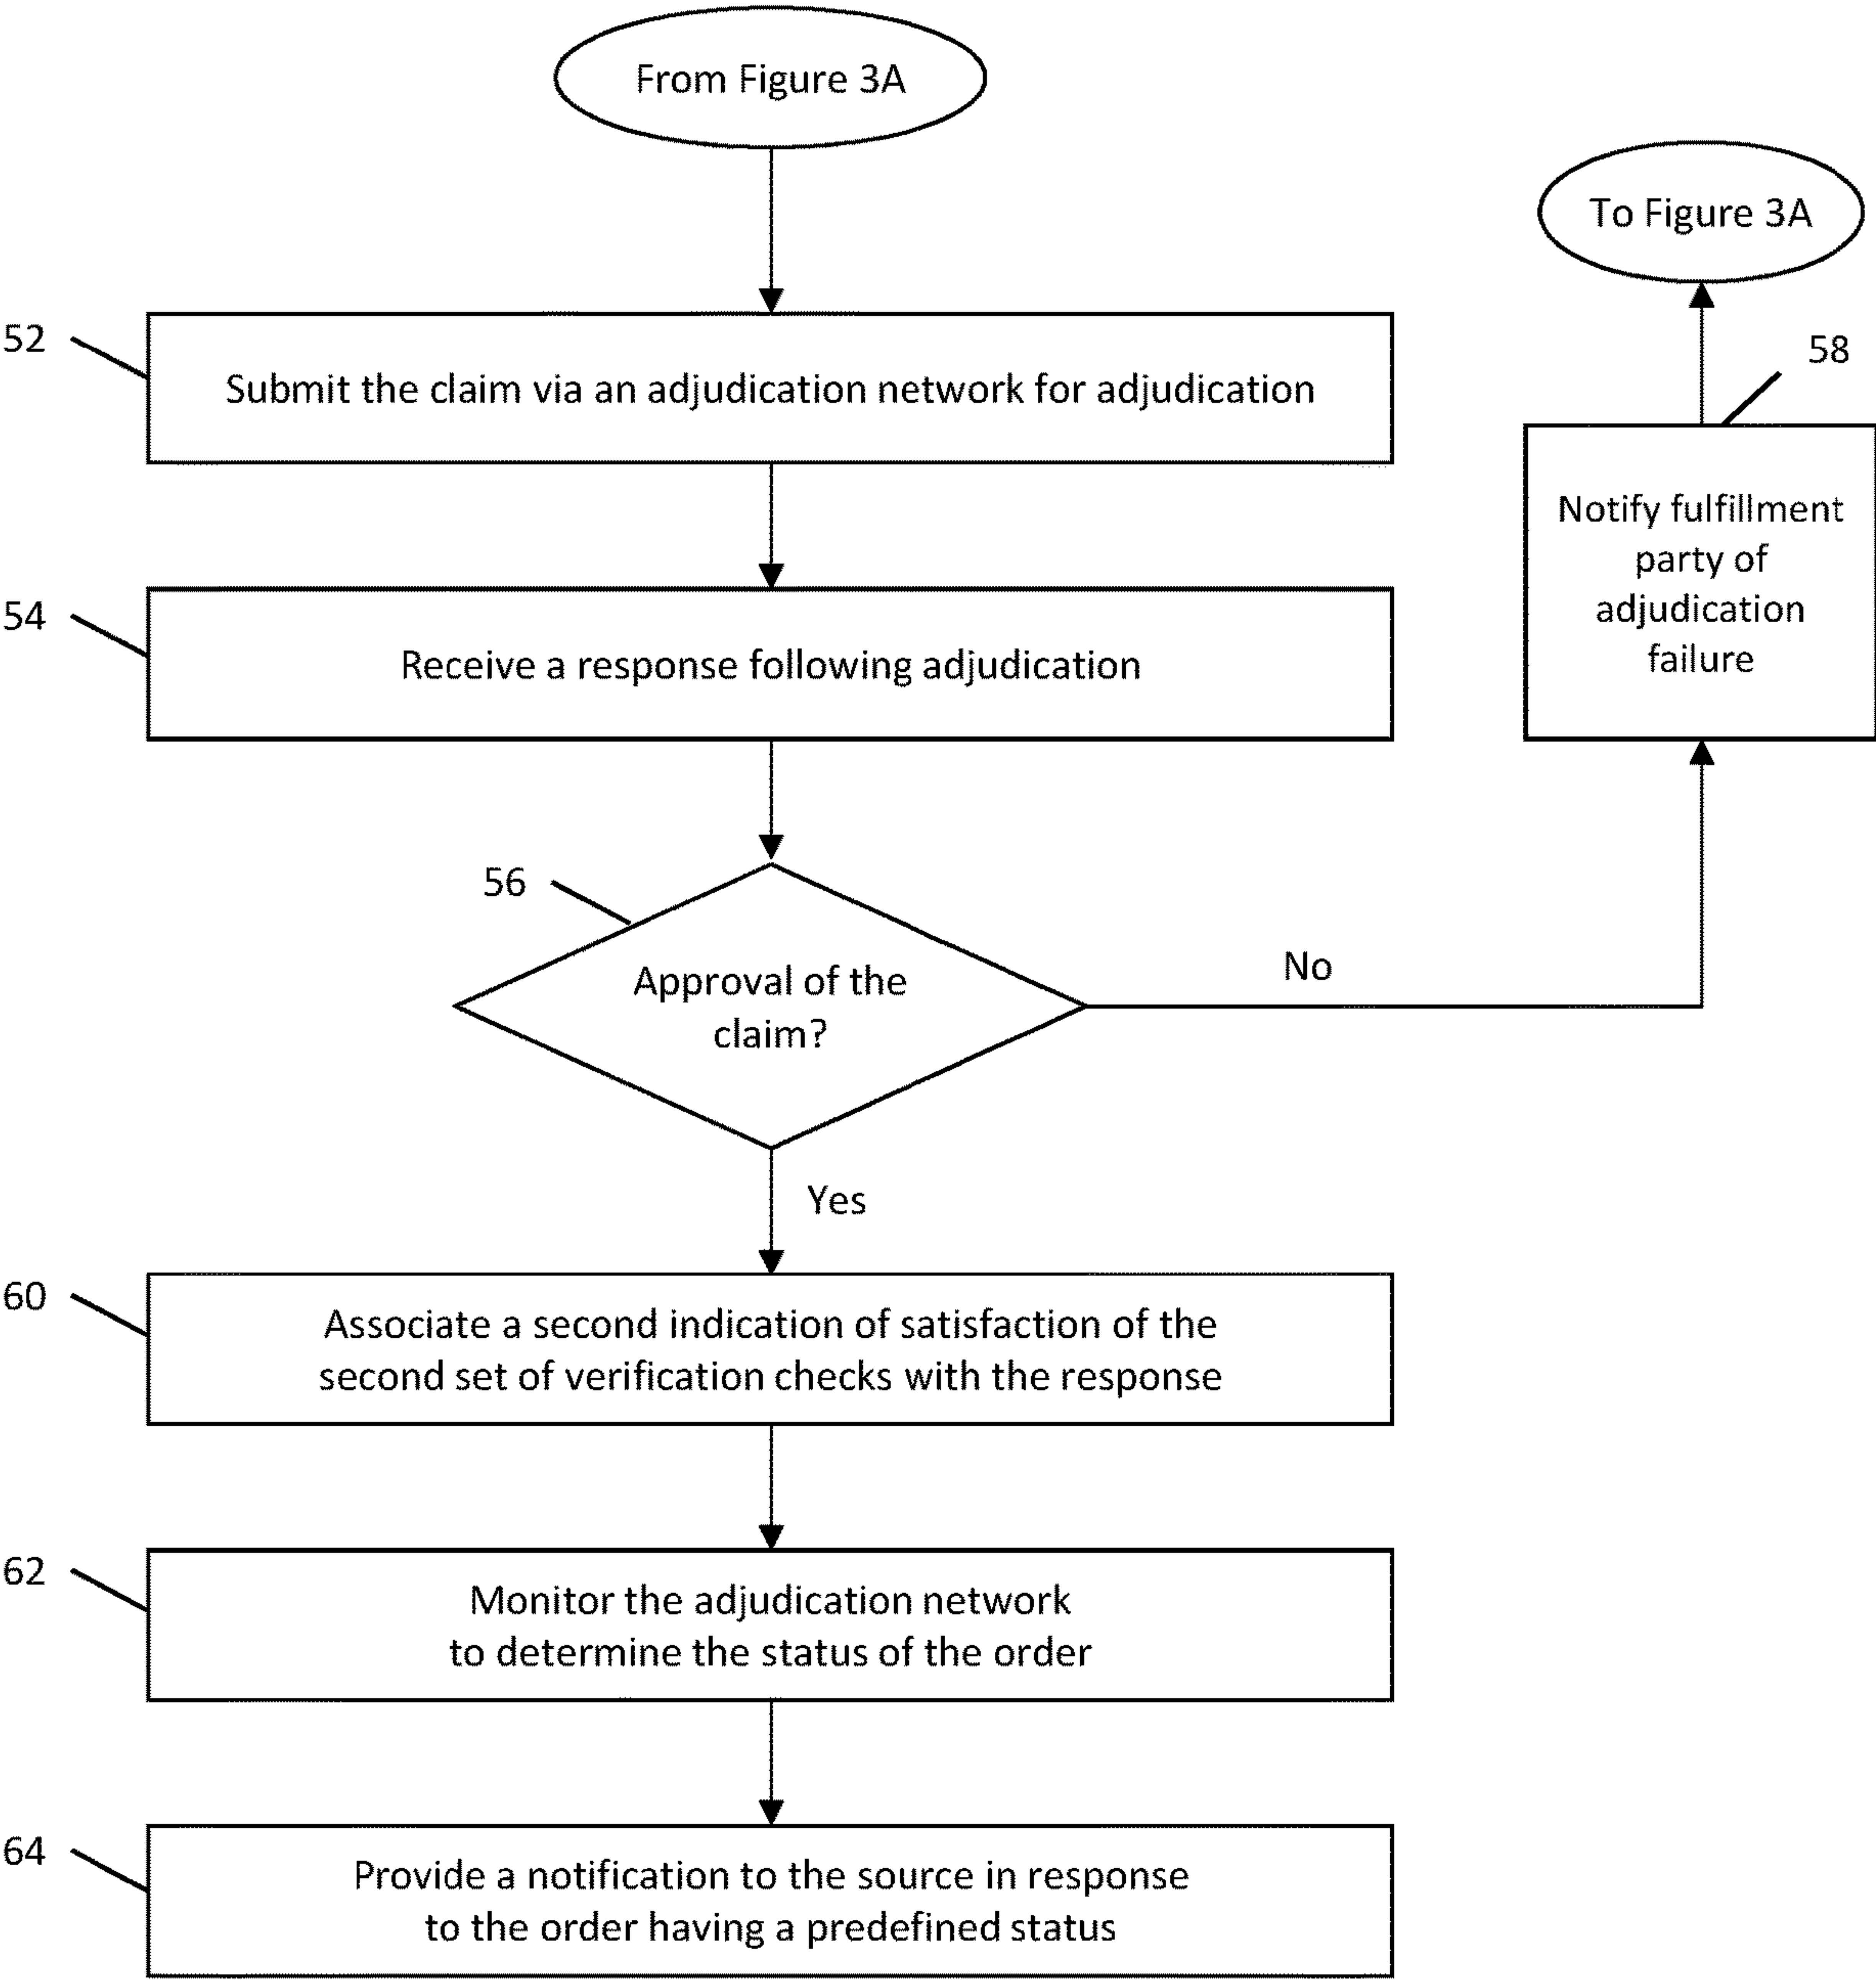 From Figure 3A
To Figure 3A
52
Submit the claim via an adjudication network for adjudication
58
Notify fulfillment
party of
adjudication
failure
54
Receive a response following adjudication
56
Approval of the
claim?
No
Yes
60
Associate a second indication of satisfaction of the
second set of verification checks with the response
62
Monitor the adjudication network
to determine the status of the order
64
Provide a notification to the source in response
to the order having a predefined status